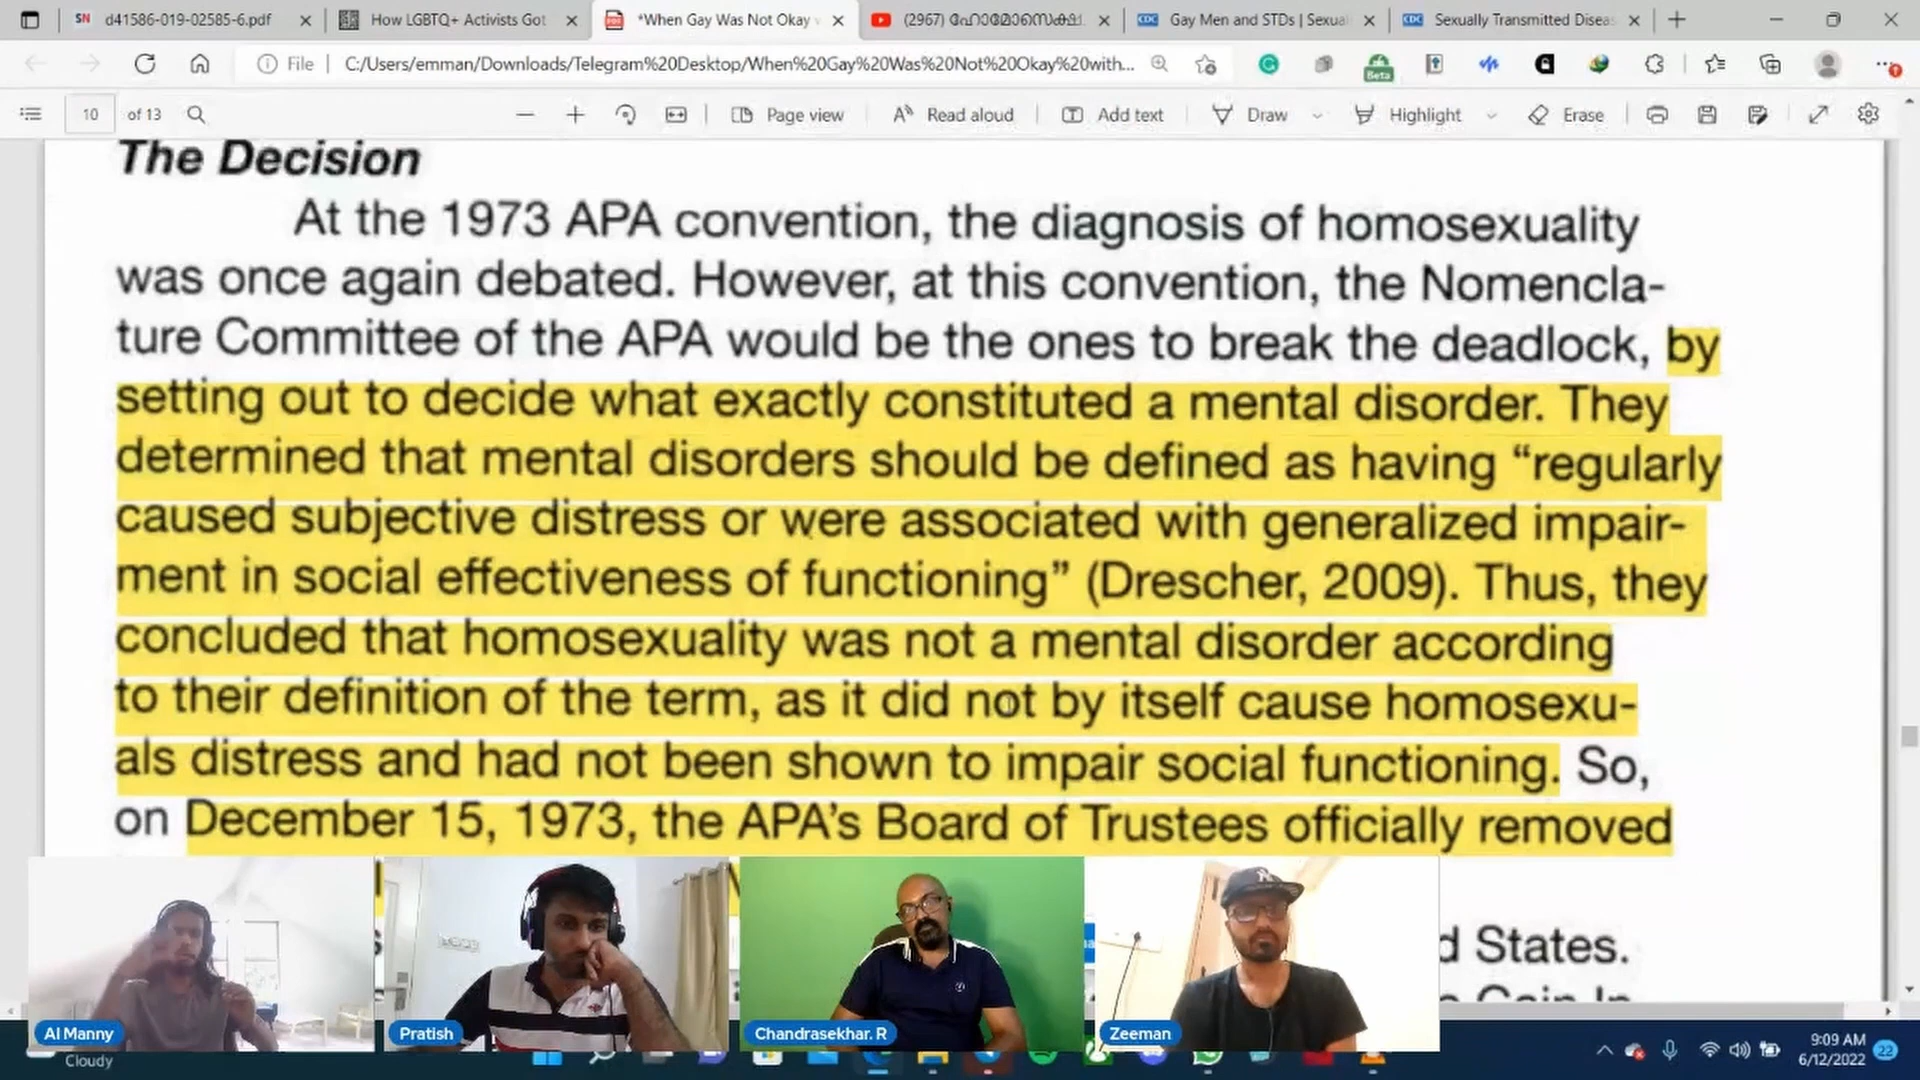 d41586-019-02585-6.pdf
How LGBTQ+ Activists Got
*When Gay Was Not Okay
Gay Men and STDs | Sexual
Sexually Transmitted Diseas
File
C:/Users/emman/Downloads/Telegram%20Desktop/When%20Gay%20Was%20Not%20Okay%20with...
Beta
10 of 13
Page view
Read aloud
Add text
Draw
Highlight
Erase
The Decision
At the 1973 APA convention, the diagnosis of homosexuality
was once again debated. However, at this convention, the Nomencla-
ture Committee of the APA would be the ones to break the deadlock, by
setting out to decide what exactly constituted a mental disorder. They
determined that mental disorders should be defined as having “regularly
caused subjective distress or were associated with generalized impair-
ment in social effectiveness of functioning” (Drescher, 2009). Thus, they
concluded that homosexuality was not a mental disorder according
to their definition of the term, as it did not by itself cause homosexu-
als distress and had not been shown to impair social functioning. So,
on December 15, 1973, the APA’s Board of Trustees officially removed
d States.
Al Manny
Pratish
Chandrasekhar. R
Zeeman
Cloudy
9:09 AM
6/12/2022
22